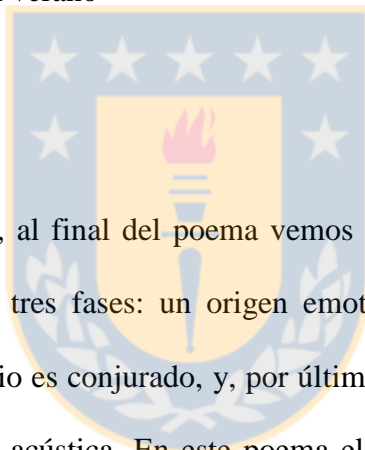 verano
, al final del poema vemos
tres fases: un origen emot
io es conjurado, y, por últim
acústica. En este poema el